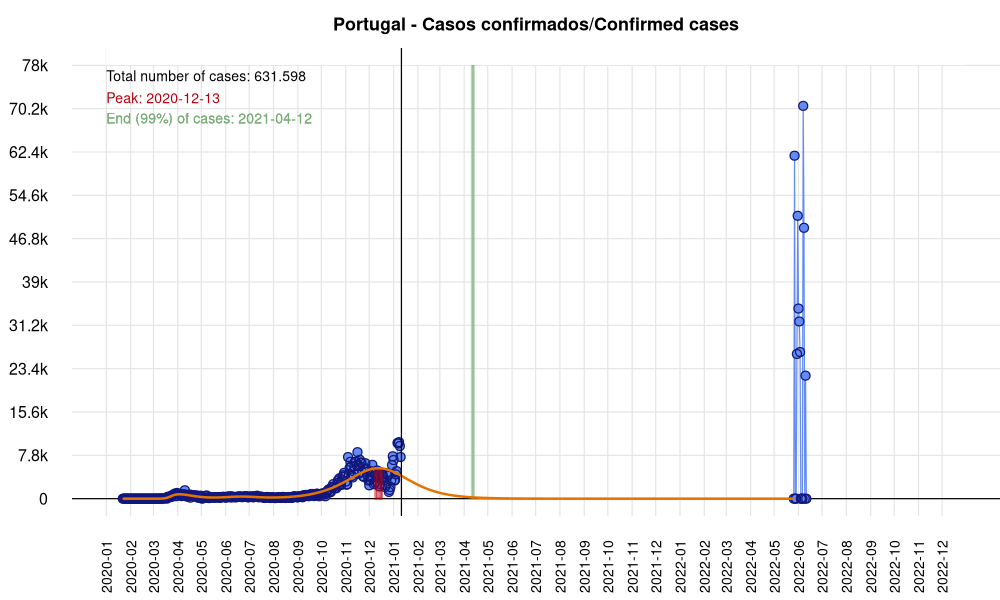 Portugal - Casos confirmados/Confirmed cases
Total number of cases: 631.598
Peak: 2020-12-13
End (99%) of cases: 2021-04-12
78k
70.2k
62.4k
54.6k
46.8k
39k
31.2k
23.4k
15.6k
7.8k
0
2020-01
2020-02
2020-03
2020-04
2020-05
2020-06
2020-07
2020-08
2020-09
2020-10
2020-11
2020-12
2021-01
2021-02
2021-03
2021-04
2021-05
2021-06
2021-07
2021-08
2021-09
2021-10
2021-11
2021-12
2022-01
2022-02
2022-03
2022-04
2022-05
2022-06
2022-07
2022-08
2022-09
2022-10
2022-11
2022-12